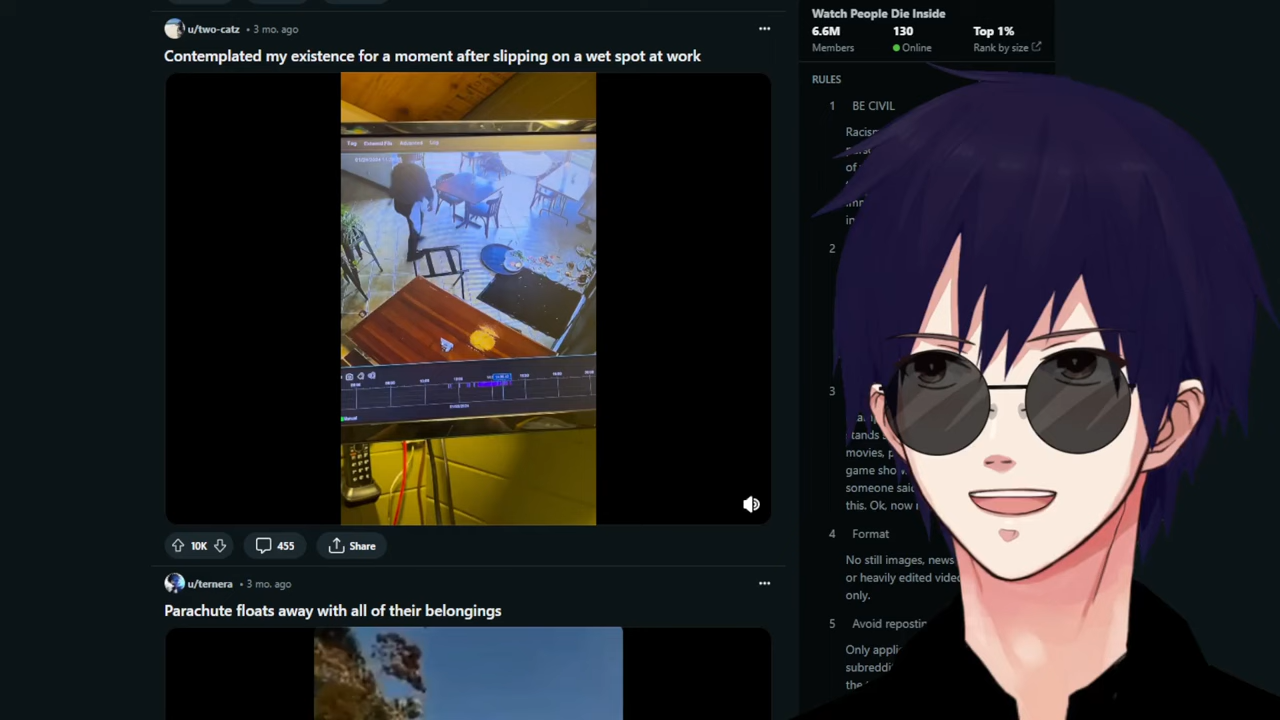 u/two-catz • 3 mo. ago
Contemplated my existence for a moment after slipping on a wet spot at work
10K
455
Share
u/ternera • 3 mo. ago
Parachute floats away with all of their belongings
Watch People Die Inside
6.6M
130
Top 1%
Members
Online
Rank by size
RULES
1 BE CIVIL
of
in
2
3
stands
movies, p
game show
someone said
this. Ok, now
4 Format
No still images, news
or heavily edited video
only.
5 Avoid repostin
Only appli
subreddi
the